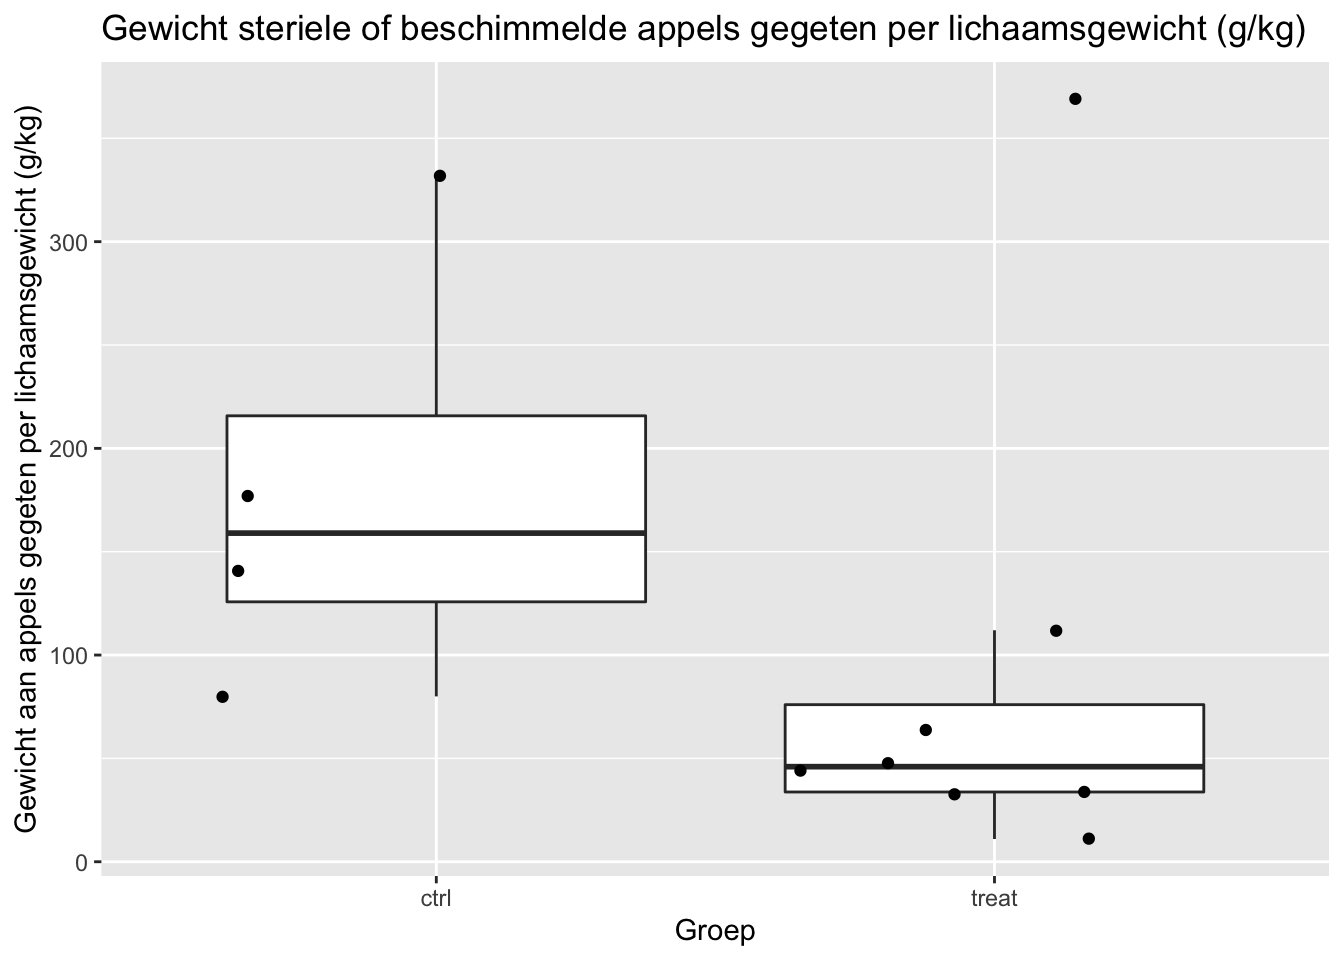 Gewicht steriele of beschimmelde appels gegeten per lichaamsgewicht (g/kg)
Gewicht aan appels gegeten per lichaamsgewicht (g/kg)
300
200
100
0
ctrl
treat
Groep